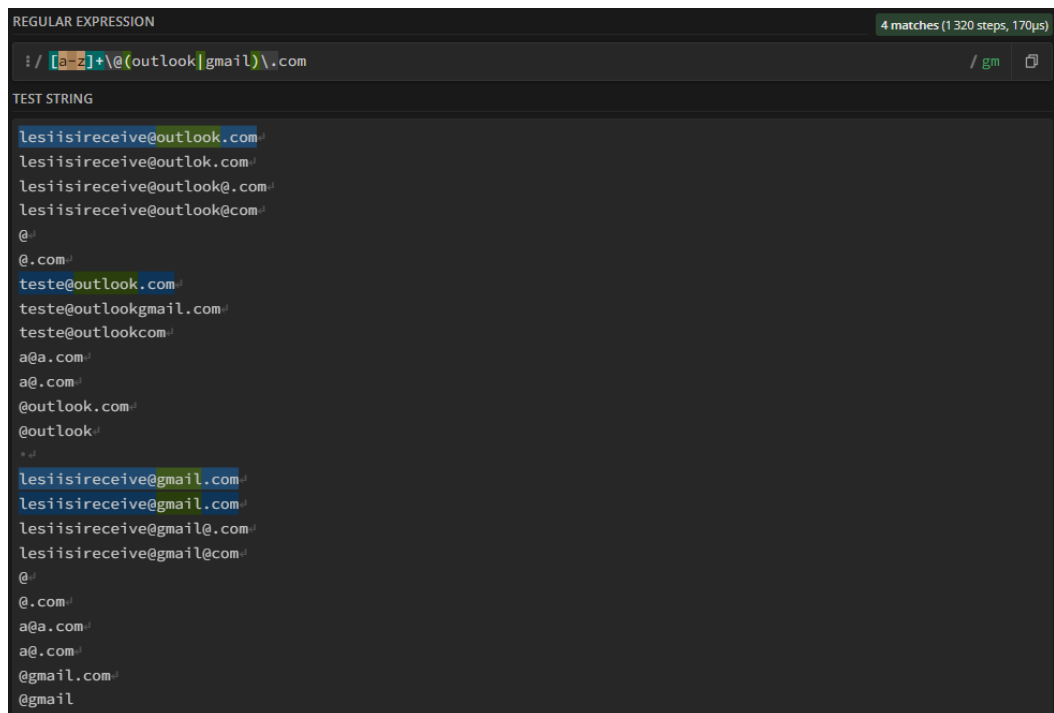 REGULAR EXPRESSION
4 matches (1 320 steps, 170μs)
/ [a-z]+\@(outlook|gmail)\.com / gm
TEST STRING
lesiisireceive@outlook.com
lesiisireceive@outlok.com
lesiisireceive@outlook@.com
lesiisireceive@outlook@com
@
@.com
teste@outlook.com
teste@outlookgmail.com
teste@outlookcom
a@a.com
a@.com
@outlook.com
@outlook
lesiisireceive@gmail.com
lesiisireceive@gmail.com
lesiisireceive@gmail@.com
lesiisireceive@gmail@com
@
@.com
a@a.com
a@.com
@gmail.com
@gmail